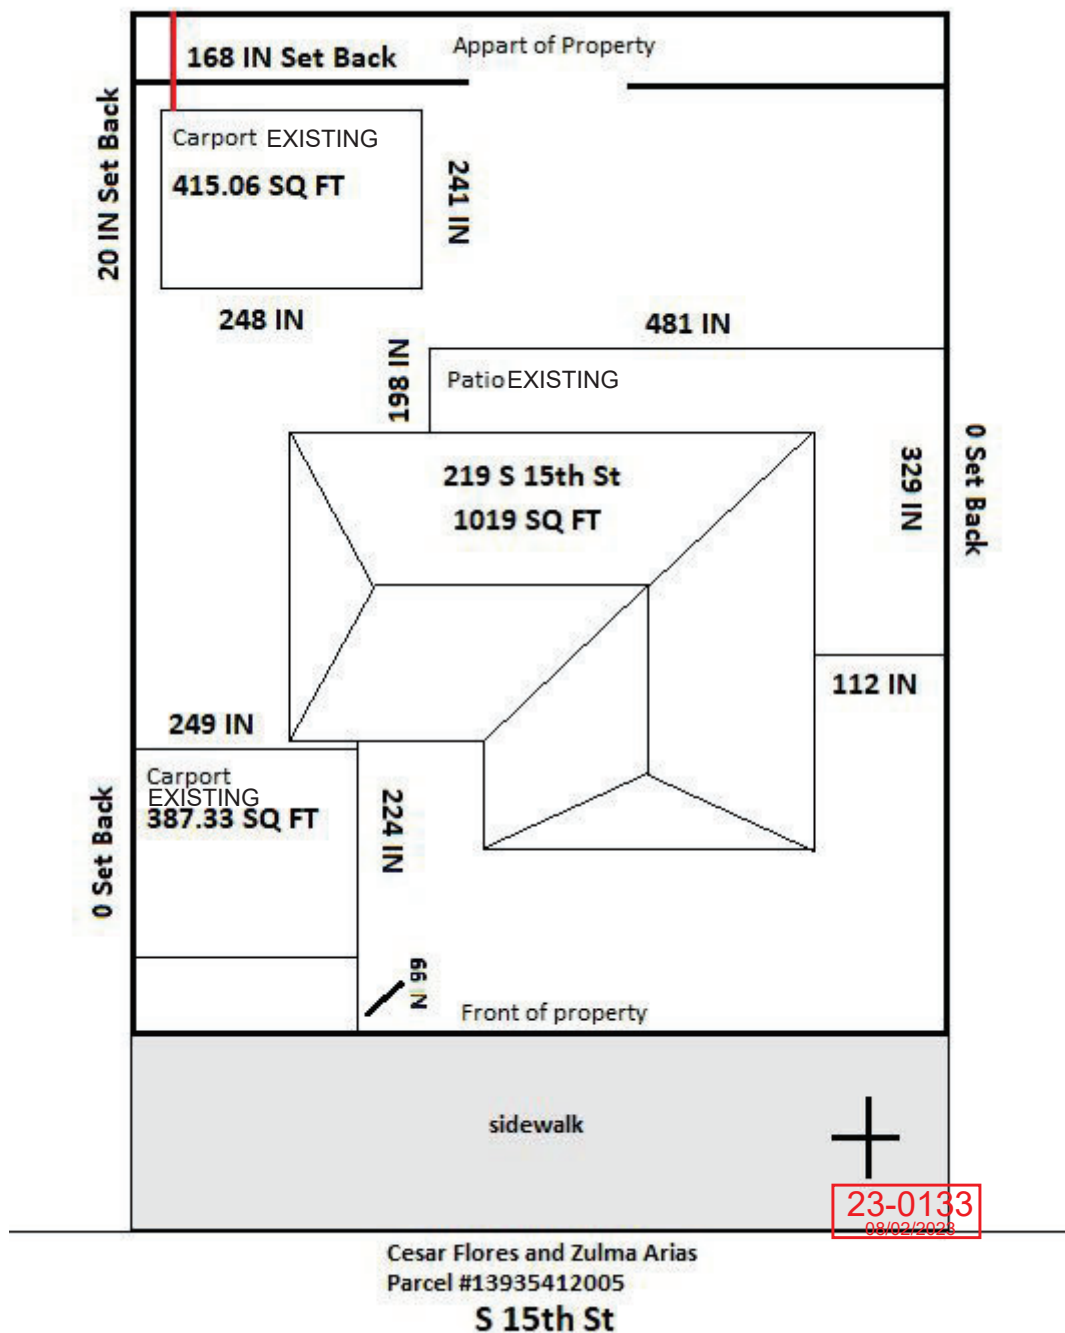 168 IN Set Back
Appart of Property
20 IN Set Back
Carport EXISTING
415.06 SQ FT
241 IN
248 IN
481 IN
198 IN
Patio EXISTING
219 S 15th St
1019 SQ FT
329 IN
0 Set Back
112 IN
249 IN
Carport
EXISTING
387.33 SQ FT
224 IN
0 Set Back
Front of property
sidewalk
23-0133
08/02/2023
Cesar Flores and Zulma Arias
Parcel #13935412005
S 15th St